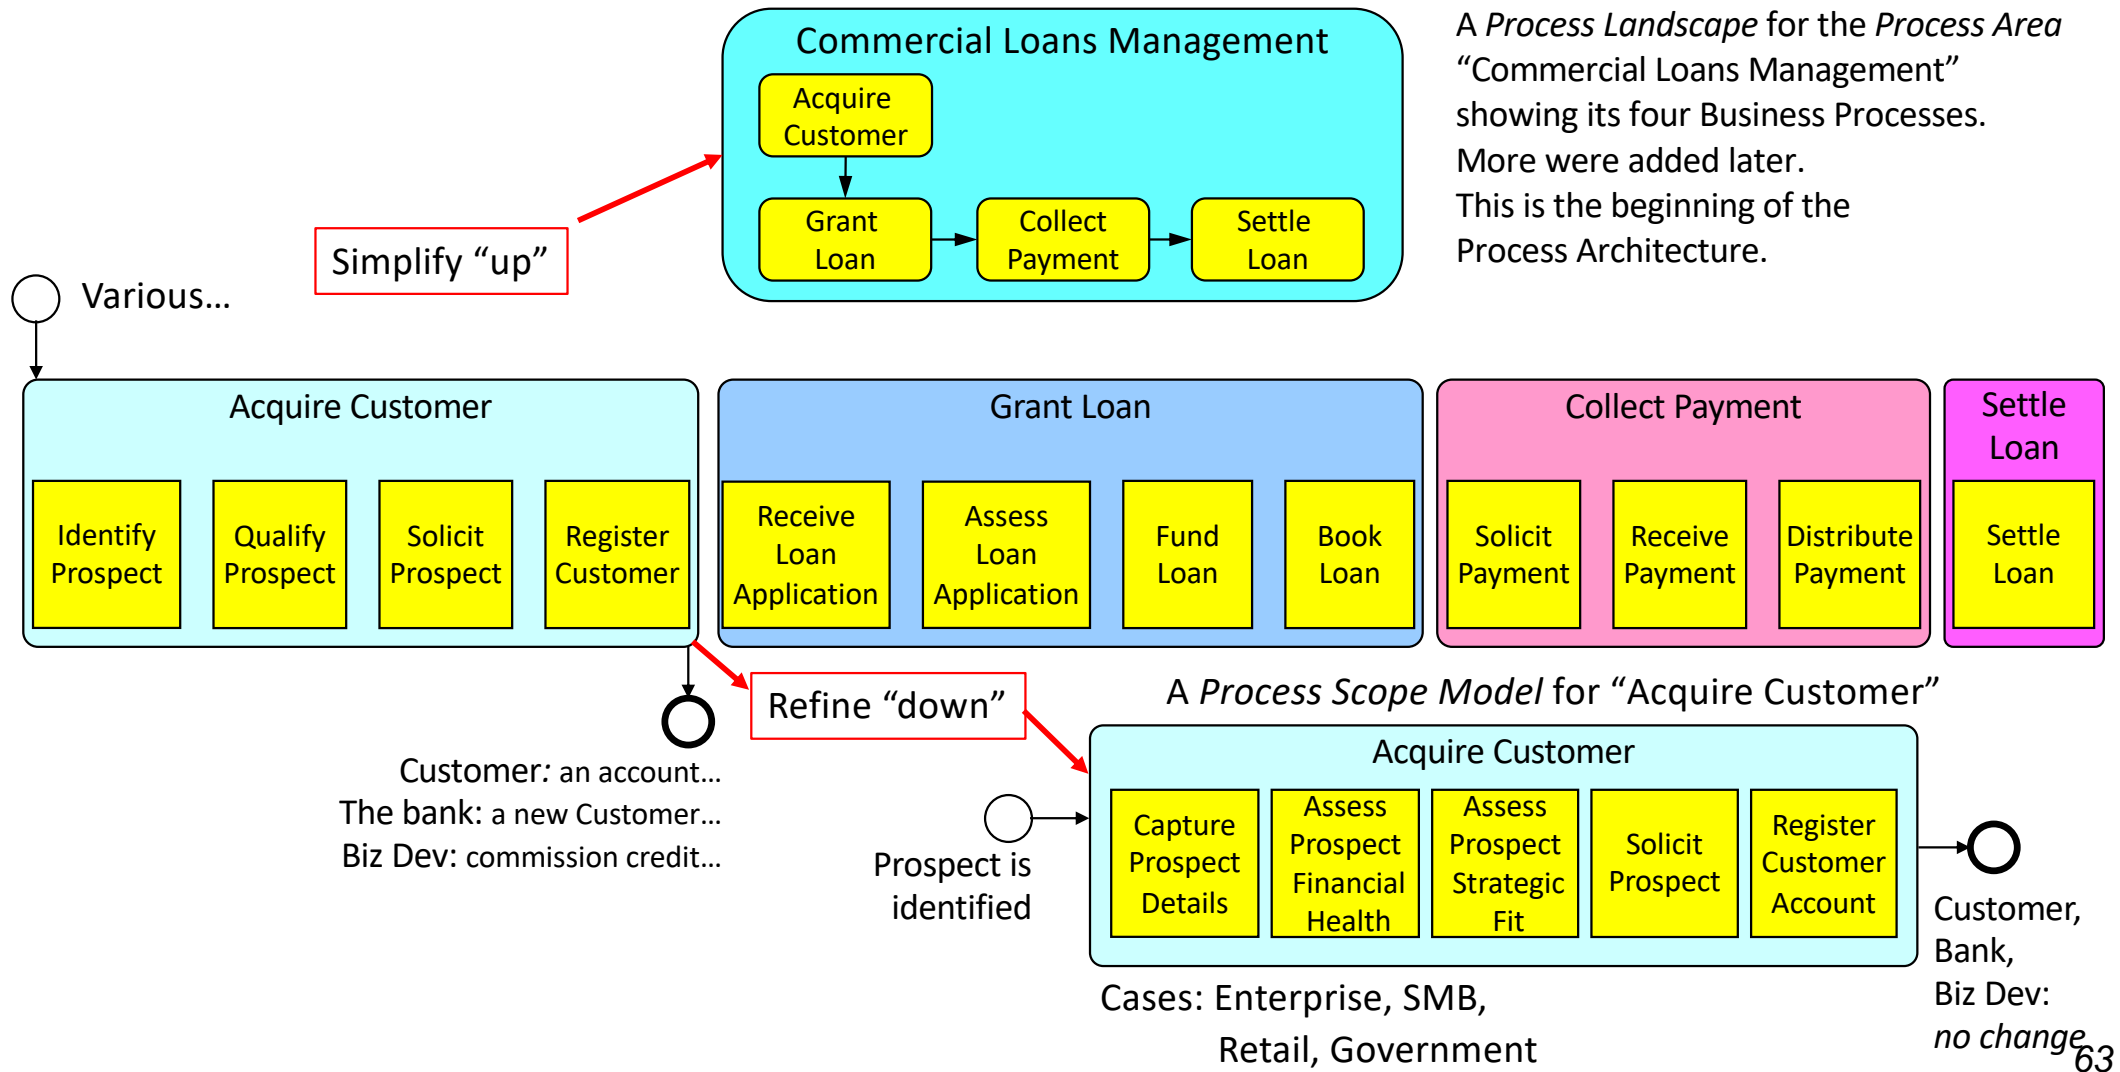 Commercial Loans Management
Acquire
Customer
Grant
Loan
Collect
Payment
Settle
Loan
A Process Landscape for the Process Area
“Commercial Loans Management”
showing its four Business Processes.
More were added later.
This is the beginning of the
Process Architecture.
Simplify “up”
Various…
Acquire Customer
Identify
Prospect
Qualify
Prospect
Solicit
Prospect
Register
Customer
Grant Loan
Receive
Loan
Application
Assess
Loan
Application
Fund
Loan
Book
Loan
Collect Payment
Solicit
Payment
Receive
Payment
Distribute
Payment
Settle
Loan
Settle
Loan
Customer: an account…
The bank: a new Customer…
Biz Dev: commission credit…
Refine “down”
A Process Scope Model for “Acquire Customer”
Prospect is
identified
Acquire Customer
Capture
Prospect
Details
Assess
Prospect
Financial
Health
Assess
Prospect
Strategic
Fit
Solicit
Prospect
Register
Customer
Account
Customer,
Bank,
Biz Dev:
no change
Cases: Enterprise, SMB,
Retail, Government
63